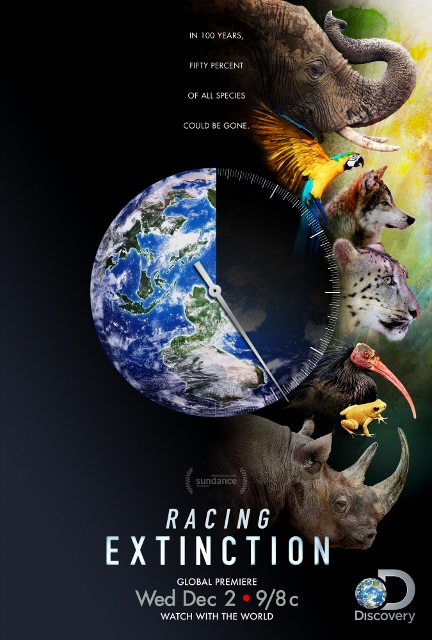 IN 100 YEARS,
FIFTY PERCENT
OF ALL SPECIES
COULD BE GONE.
sundance
RACING
EXTINCTION
GLOBAL PREMIERE
Wed Dec 2 • 9/8c
WATCH WITH THE WORLD
Discovery